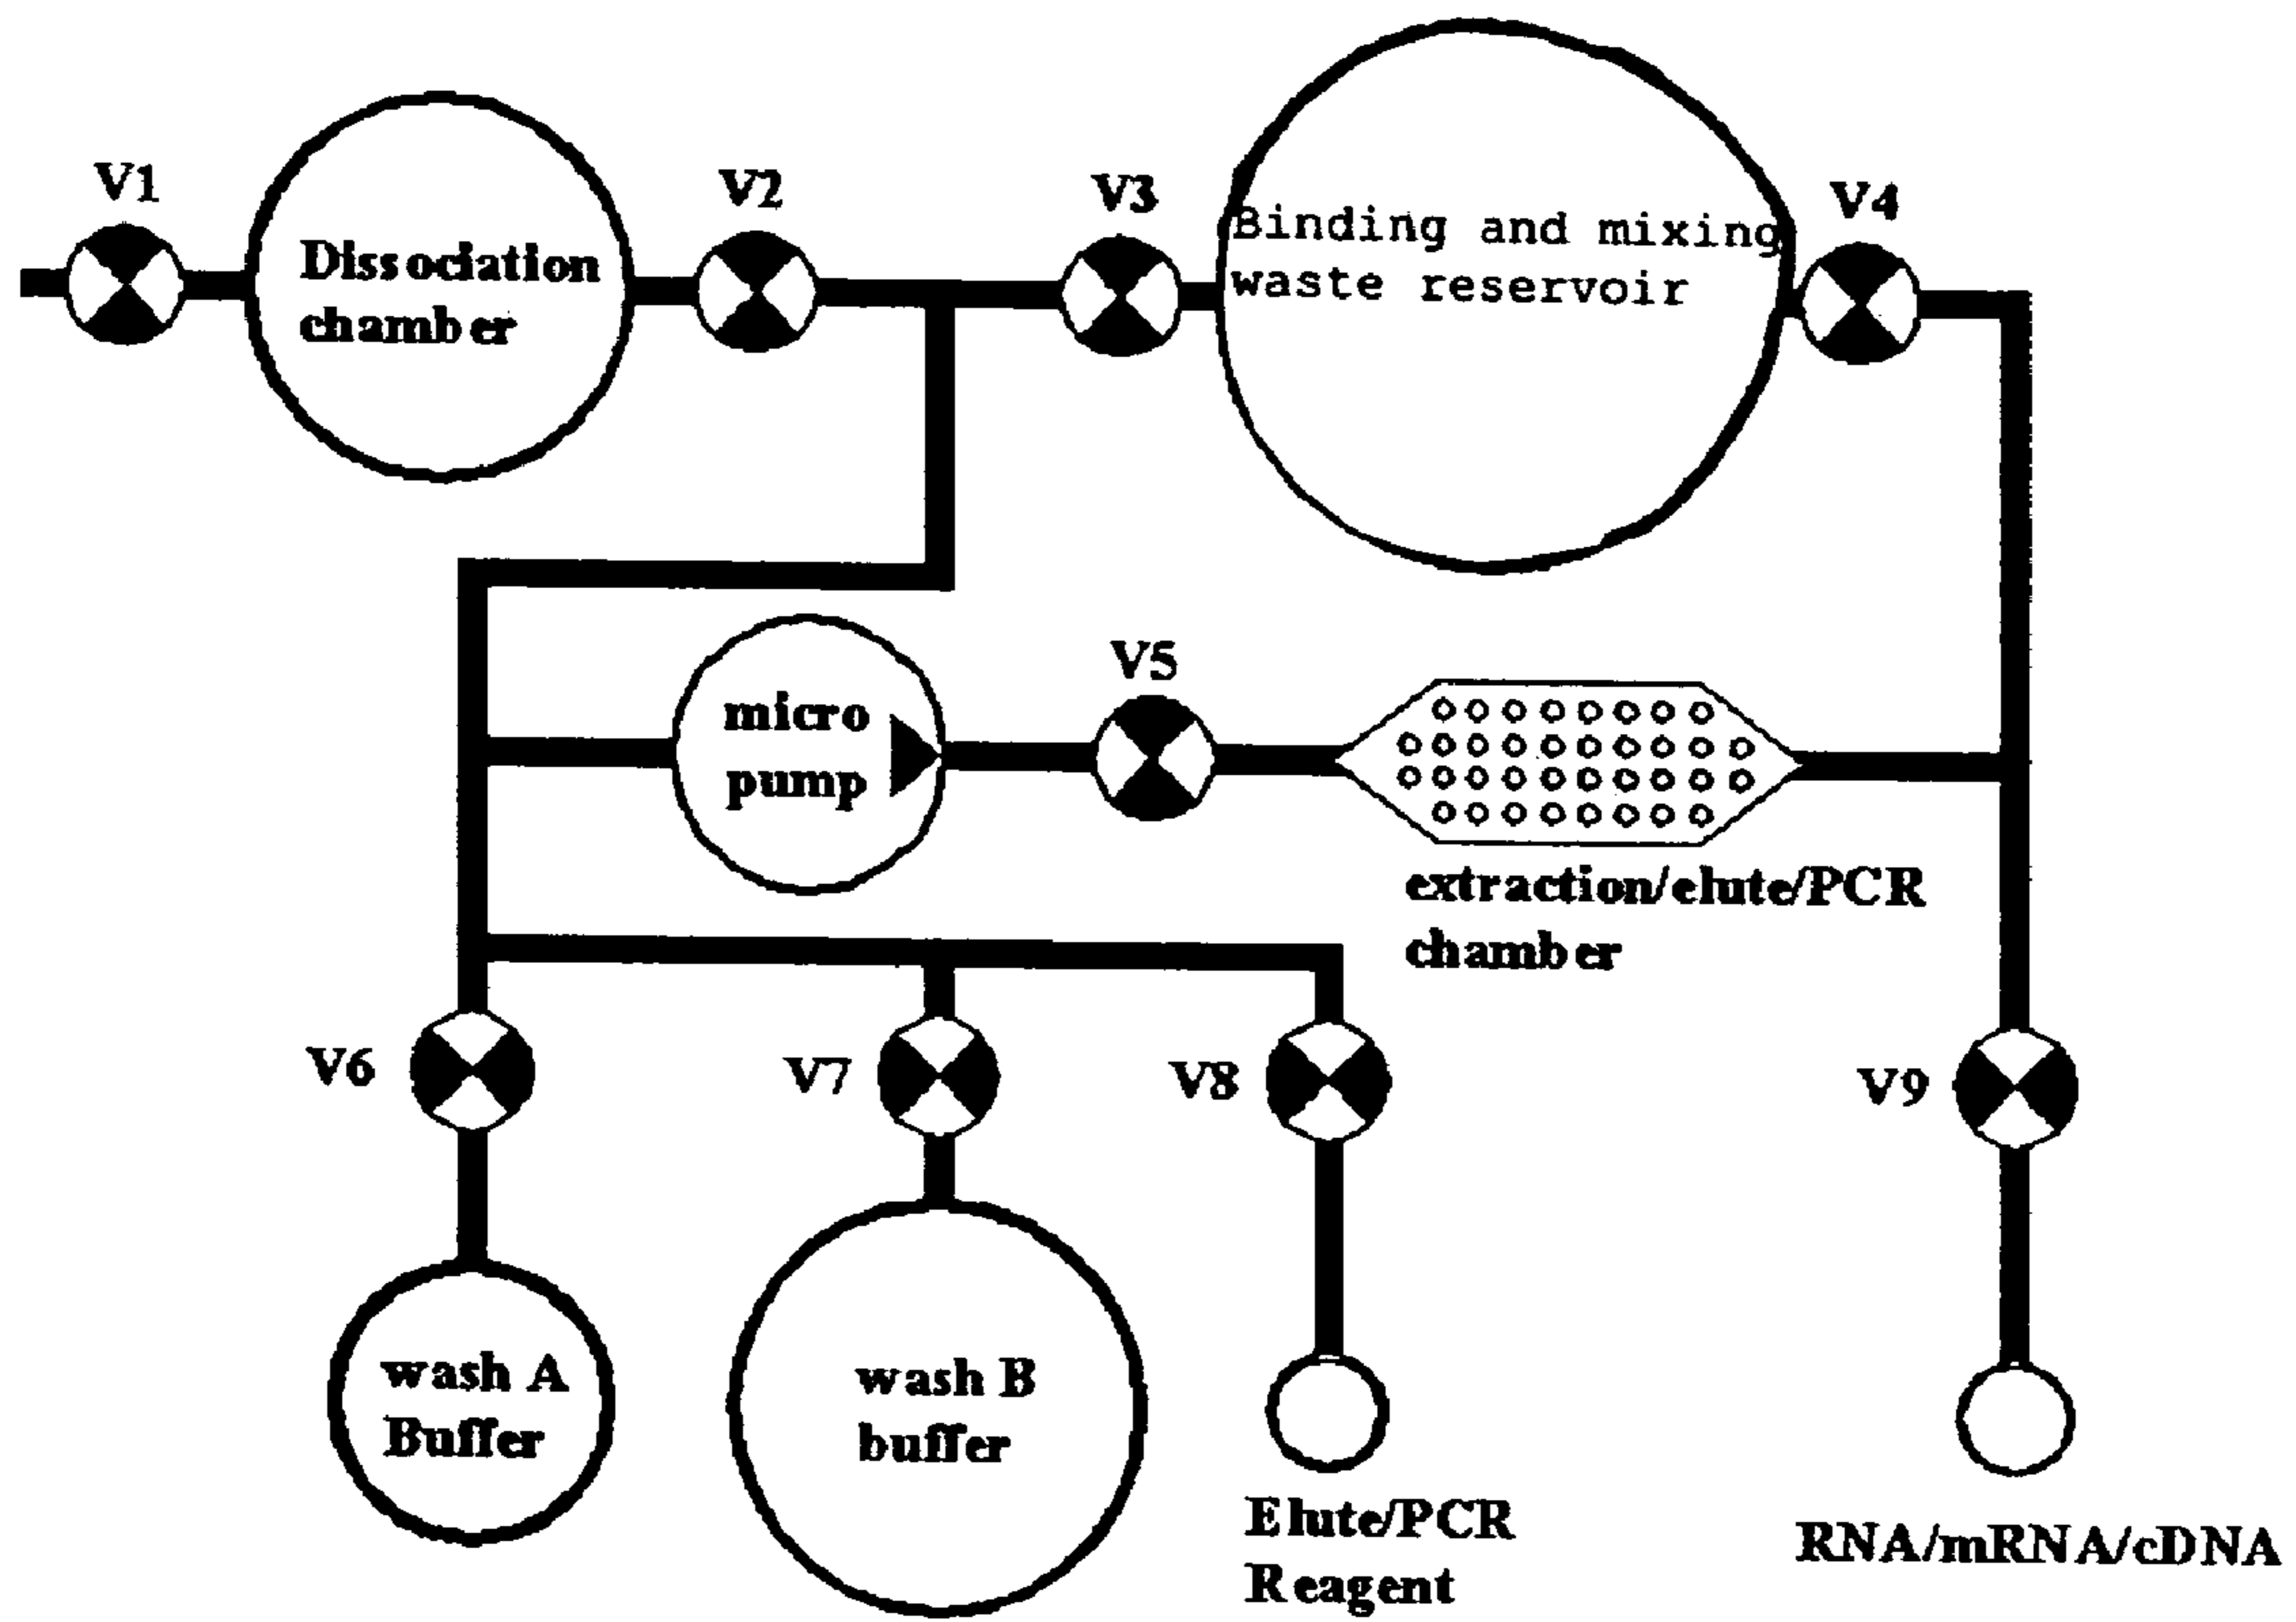 V1
V2
V3
V4
Dissociation
chamber
Binding and mixing
waste reservoir
V5
micro
pump
extraction/elute/PCR
chamber
V6
V7
V8
V9
wash A
Buffer
wash B
buffer
Elute/PCR
Reagent
RNA/mRNA/cDNA